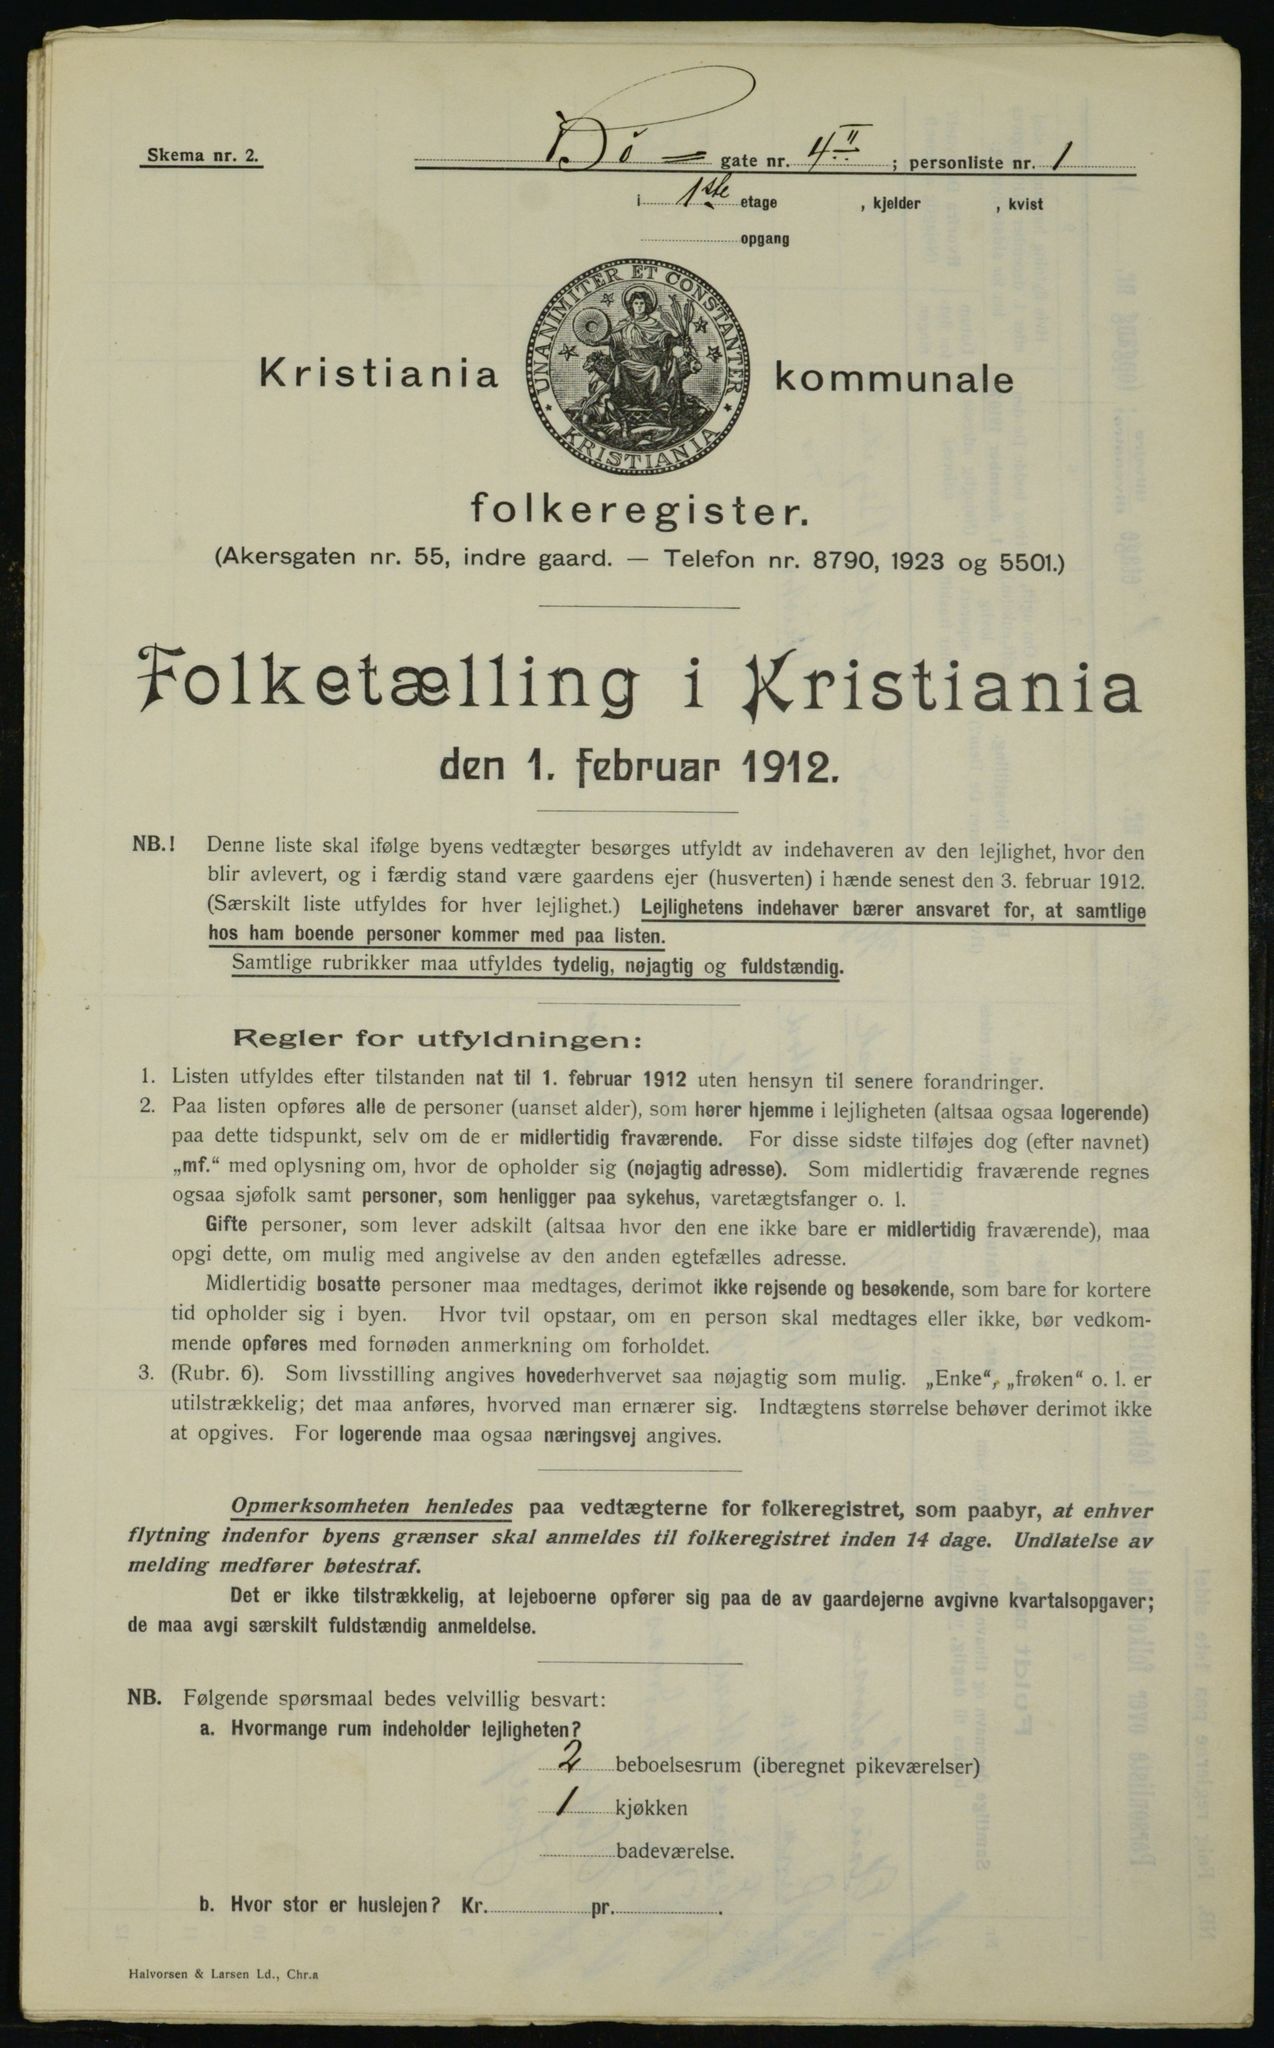 Skema nr. 2.
Bö gate nr. 4 II ; personliste nr. 1
i 1ste etage , kjelder , kvist
opgang
UNANIMITER ET CONSTANTER
KRISTIANIA
Kristiania kommunale
folkeregister.
(Akersgaten nr. 55, indre gaard. — Telefon nr. 8790, 1923 og 5501.)
Folketælling i Kristiania
den 1. februar 1912.
NB.! Denne liste skal ifølge byens vedtægter besørges utfyldt av indehaveren av den lejlighet, hvor den
blir avlevert, og i færdig stand være gaardens ejer (husverten) i hænde senest den 3. februar 1912.
(Særskilt liste utfyldes for hver lejlighet.) Lejlighetens indehaver bærer ansvaret for, at samtlige
hos ham boende personer kommer med paa listen.
Samtlige rubrikker maa utfyldes tydelig, nøjagtig og fuldstændig.
Regler for utfyldningen:
1. Listen utfyldes efter tilstanden nat til 1. februar 1912 uten hensyn til senere forandringer.
2. Paa listen opføres alle de personer (uanset alder), som hører hjemme i lejligheten (altsaa ogsaa logerende)
paa dette tidspunkt, selv om de er midlertidig fraværende. For disse sidste tilføjes dog (efter navnet)
„mf.“ med oplysning om, hvor de opholder sig (nøjagtig adresse). Som midlertidig fraværende regnes
ogsaa sjøfolk samt personer, som henligger paa sykehus, varetægtsfanger o. l.
Gifte personer, som lever adskilt (altsaa hvor den ene ikke bare er midlertidig fraværende), maa
opgi dette, om mulig med angivelse av den anden egtefælles adresse.
Midlertidig bosatte personer maa medtages, derimot ikke rejsende og besøkende, som bare for kortere
tid opholder sig i byen. Hvor tvil opstaar, om en person skal medtages eller ikke, bør vedkom-
mende opføres med fornøden anmerkning om forholdet.
3. (Rubr. 6). Som livsstilling angives hovederhvervet saa nøjagtig som mulig. „Enke“, „frøken“ o. l. er
utilstrækkelig; det maa anføres, hvorved man ernærer sig. Indtægtens størrelse behøver derimot ikke
at opgives. For logerende maa ogsaa næringsvej angives.
Opmerksomheten henledes paa vedtægterne for folkeregistret, som paabyr, at enhver
flytning indenfor byens grænser skal anmeldes til folkeregistret inden 14 dage. Undlatelse av
melding medfører bøtestraf.
Det er ikke tilstrækkelig, at lejeboerne opfører sig paa de av gaardejerne avgivne kvartalsopgaver;
de maa avgi særskilt fuldstændig anmeldelse.
NB. Følgende spørsmaal bedes velvillig besvart:
a. Hvormange rum indeholder lejligheten?
2 beboelsesrum (iberegnet pikeværelser)
1 kjøkken
badeværelse.
b. Hvor stor er huslejen? Kr. pr. .
Halvorsen & Larsen Ld., Chr.a